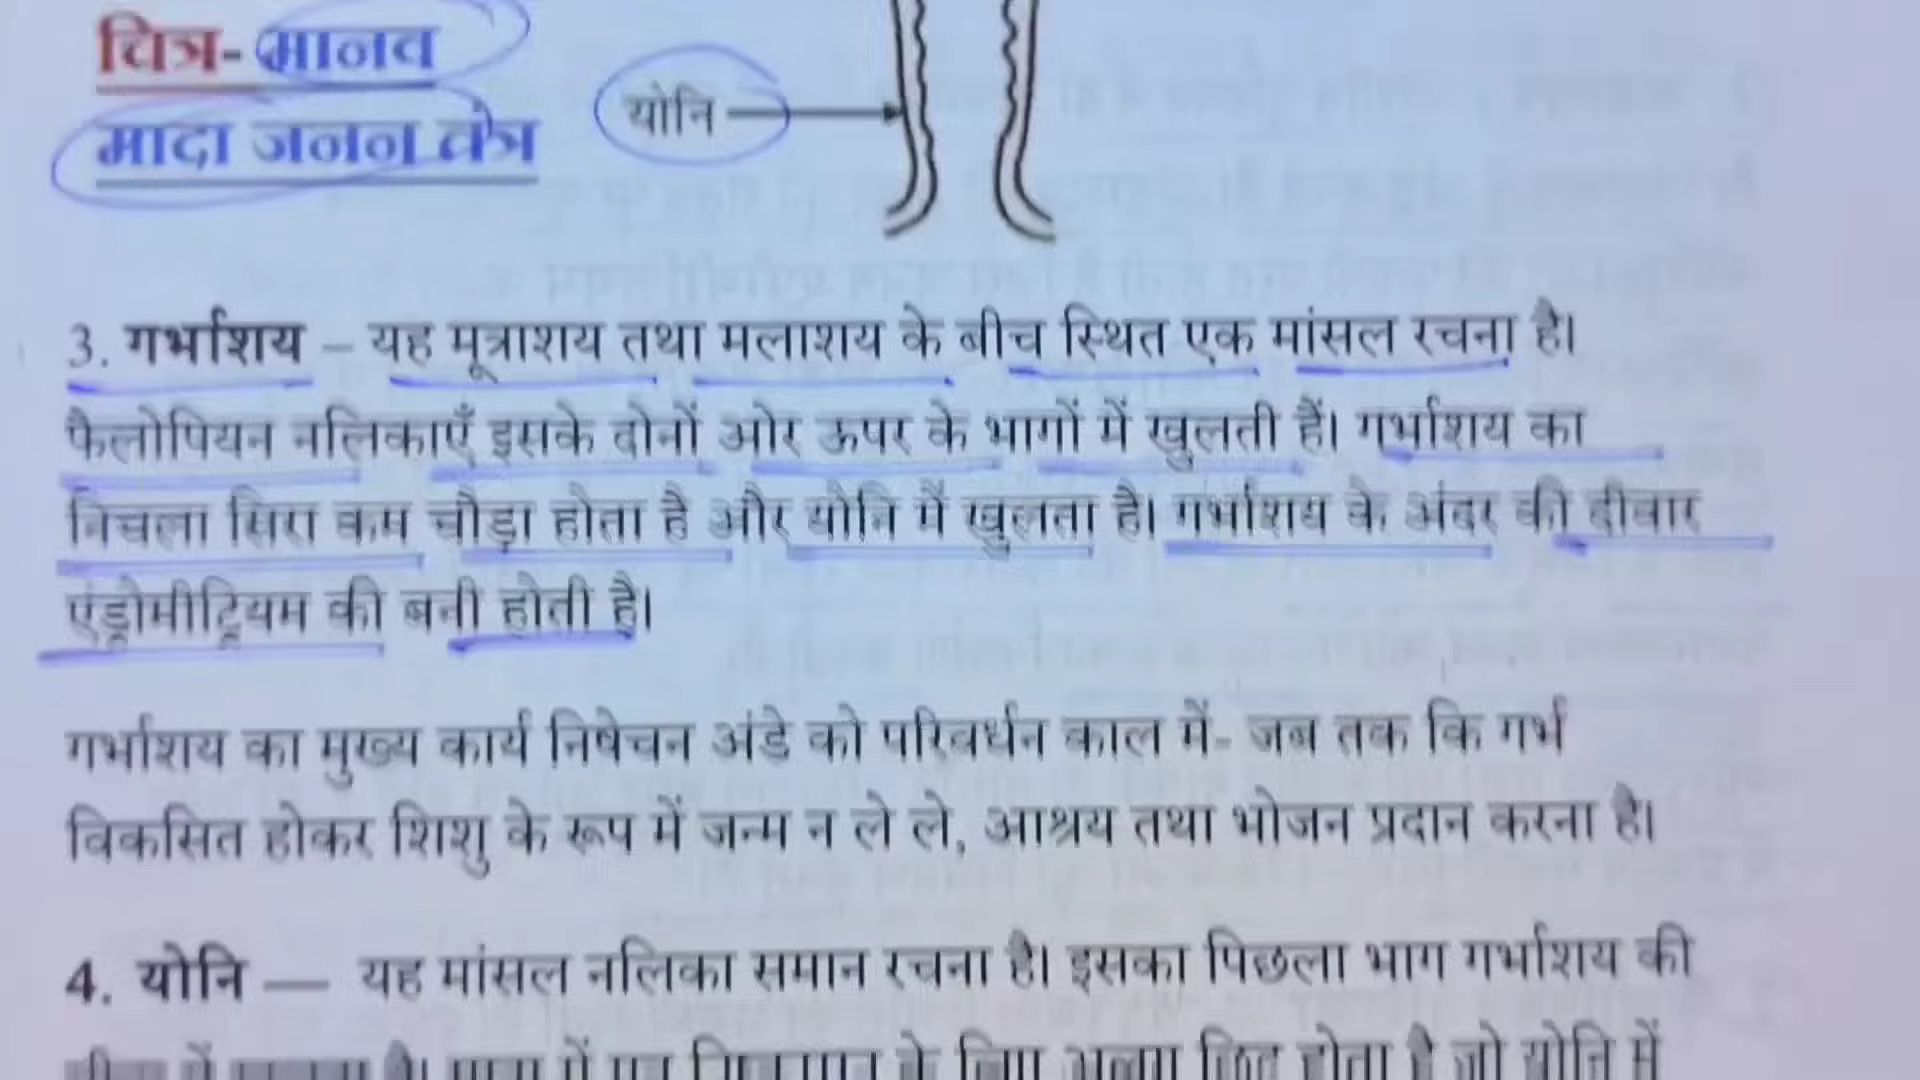 चित्र- मानव
मादा जनन तंत्र
योनि
3. गर्भाशय – यह मूत्राशय तथा मलाशय के बीच स्थित एक मांसल रचना है।
फैलोपियन नलिकाएँ इसके दोनों ओर ऊपर के भागों में खुलती हैं। गर्भाशय का
निचला सिरा कम चौड़ा होता है और योनि में खुलता है। गर्भाशय के अंदर की दीवार
एंड्रोमीट्रियम की बनी होती है।
गर्भाशय का मुख्य कार्य निषेचन अंडे को परिवर्धन काल में- जब तक कि गर्भ
विकसित होकर शिशु के रूप में जन्म न ले ले, आश्रय तथा भोजन प्रदान करना है।
4. योनि — यह मांसल नलिका समान रचना है। इसका पिछला भाग गर्भाशय की
में है। में के लिए अलग छिद्र होता है जो योनि में